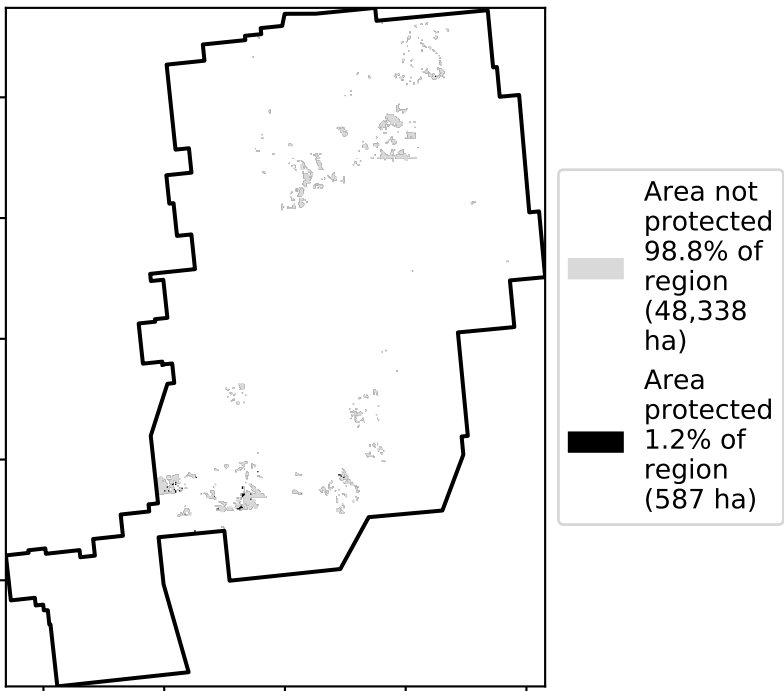 Area not
protected
98.8% of
region
(48,338
ha)
Area
protected
1.2% of
region
(587 ha)